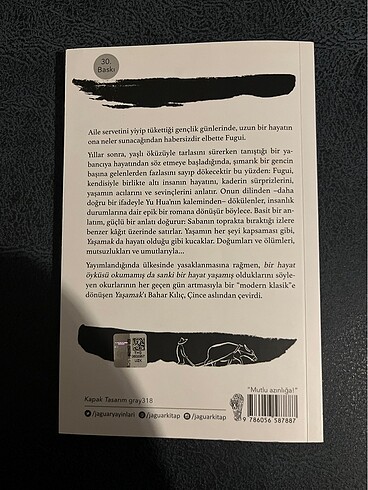 30.
Baskı
Aile servetini yiyip tükettiği gençlik günlerinde, uzun bir hayatın
ona neler sunacağından habersizdir elbette Fugui.
Yıllar sonra, yaşlı öküzüyle tarlasını sürerken tanıştığı bir ya-
bancıya hayatından söz etmeye başladığında, şımarık bir gencin
başına gelenlerden fazlasını sayıp dökecektir bu yüzden: Fugui,
kendisiyle birlikte altı insanın hayatını, kaderin sürprizlerini,
yaşamın acılarını ve sevinçlerini anlatır. Onun dilinden –daha
doğru bir ifadeyle Yu Hua'nın kaleminden– dökülenler, insanlık
durumlarına dair epik bir romana dönüşür böylece. Basit bir an-
latım, güçlü bir anlatı doğurur: Sabanın toprakta bıraktığı izlere
benzer kâğıt üzerinde satırlar. Yaşamın her şeyi kapsaması gibi,
Yaşamak da hayatı olduğu gibi kucaklar. Doğumları ve ölümleri,
mutsuzlukları ve umutlarıyla...
Yayımlandığında ülkesinde yasaklanmasına rağmen, bir hayat
öyküsü okumamış da sanki bir hayat yaşamış olduklarını söyle-
yen okurlarının her geçen gün artmasıyla bir "modern klasik"e
dönüşen Yaşamak'ı Bahar Kılıç, Çince aslından çevirdi.
"Mutlu azınlığa!"
Kapak Tasarım gray318
/jaguaryayinlari /jaguarkitap /jaguarkitap
9 786056 587887